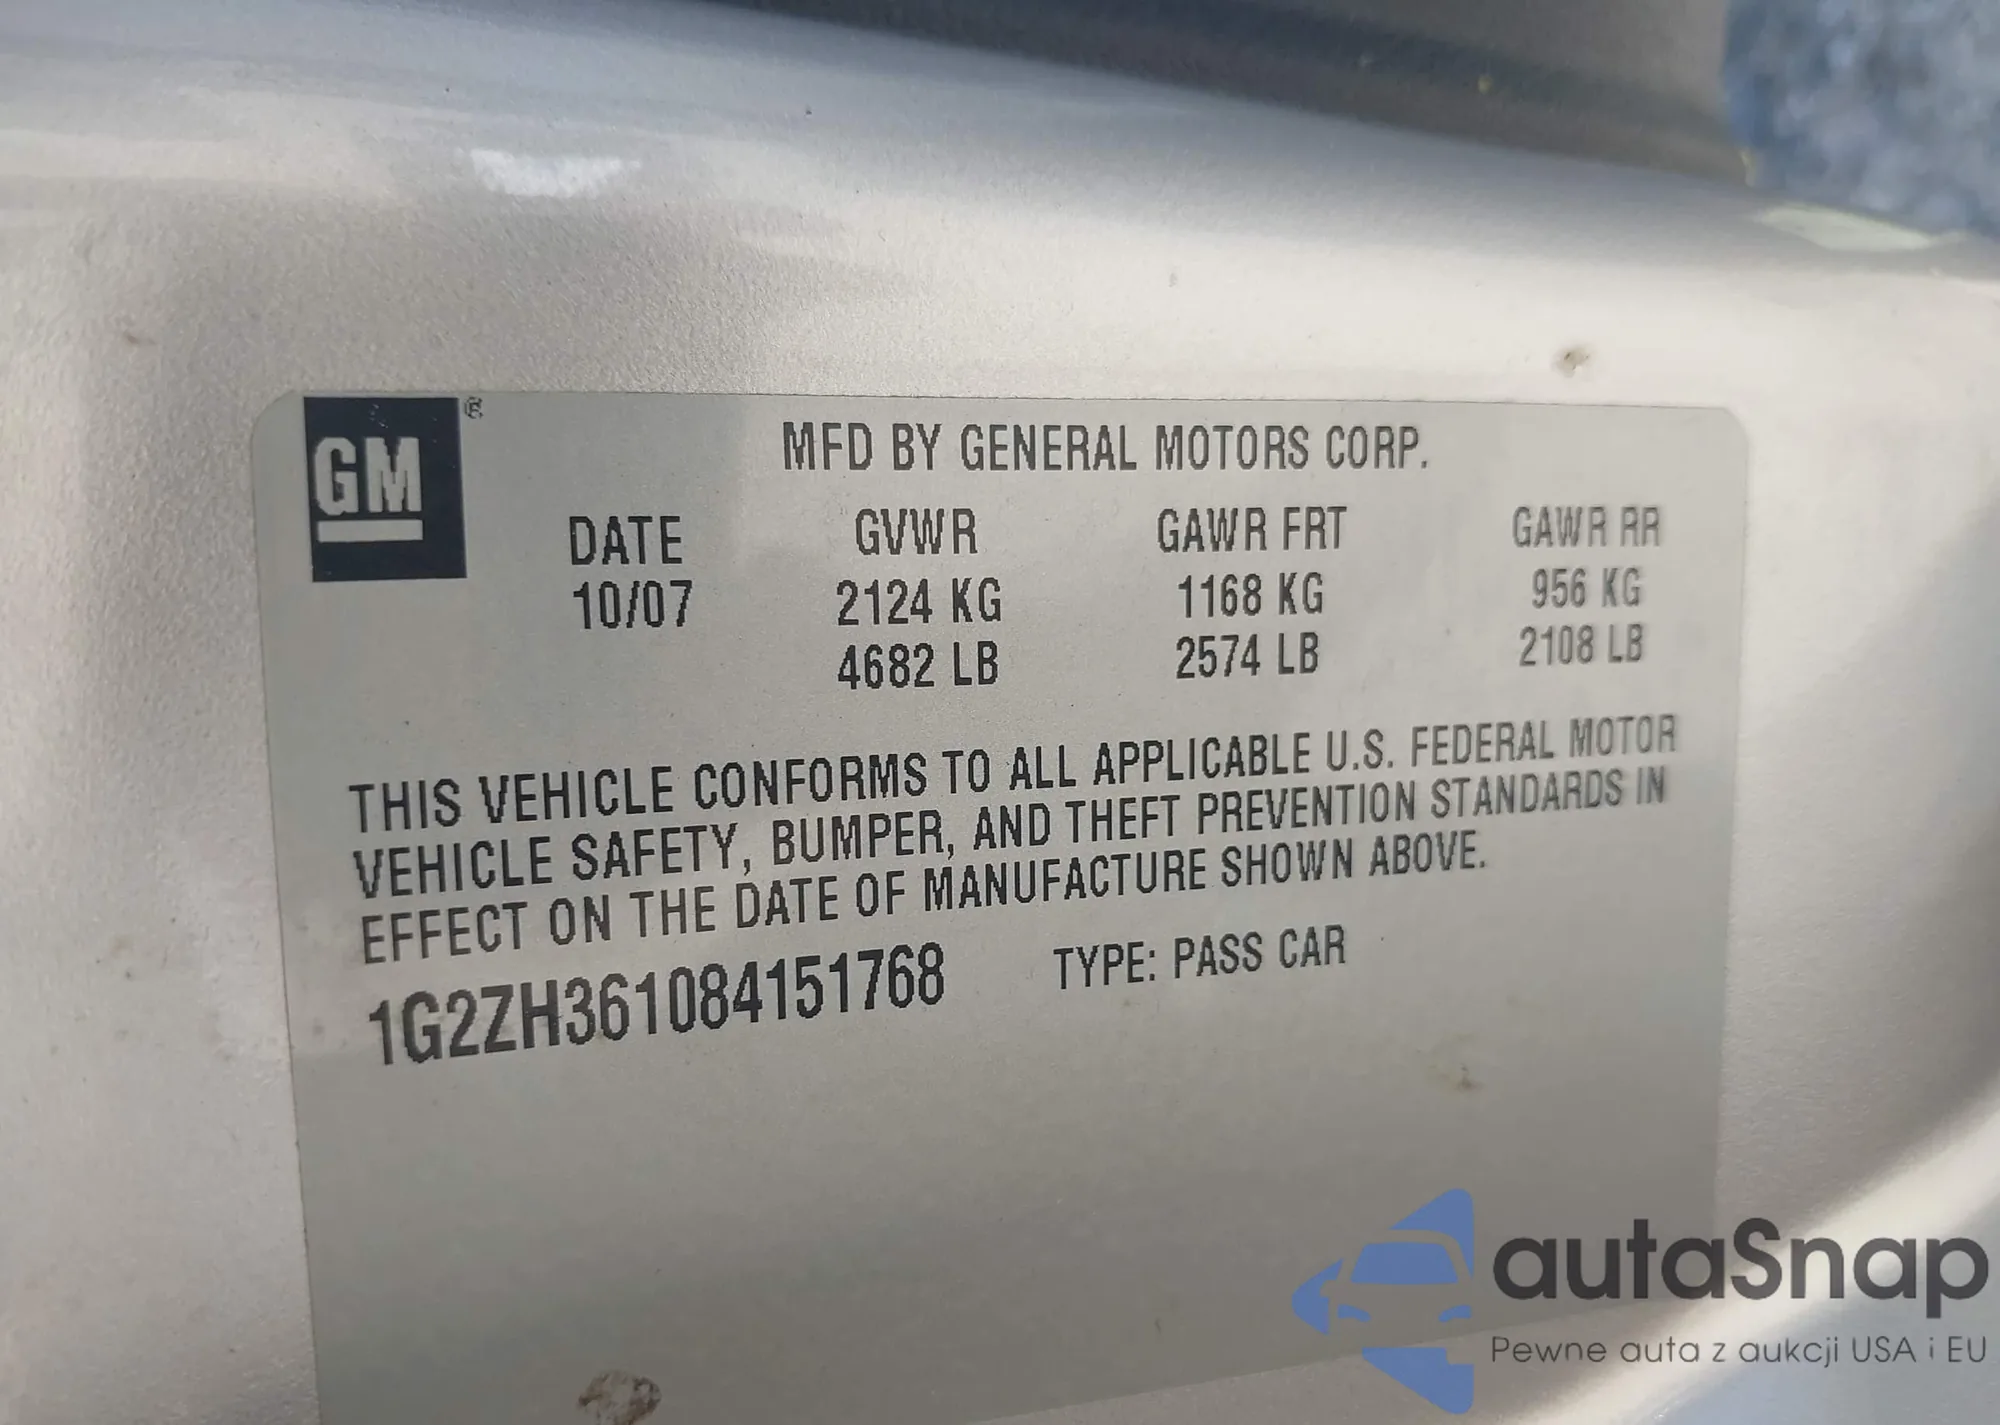 GM ®
MFD BY GENERAL MOTORS CORP.
DATE GVWR GAWR FRT GAWR RR
10/07 2124 KG 1168 KG 956 KG
4682 LB 2574 LB 2108 LB
THIS VEHICLE CONFORMS TO ALL APPLICABLE U.S. FEDERAL MOTOR
VEHICLE SAFETY, BUMPER, AND THEFT PREVENTION STANDARDS IN
EFFECT ON THE DATE OF MANUFACTURE SHOWN ABOVE.
1G2ZH361084151768 TYPE: PASS CAR
autaSnap
Pewne auta z aukcji USA i EU